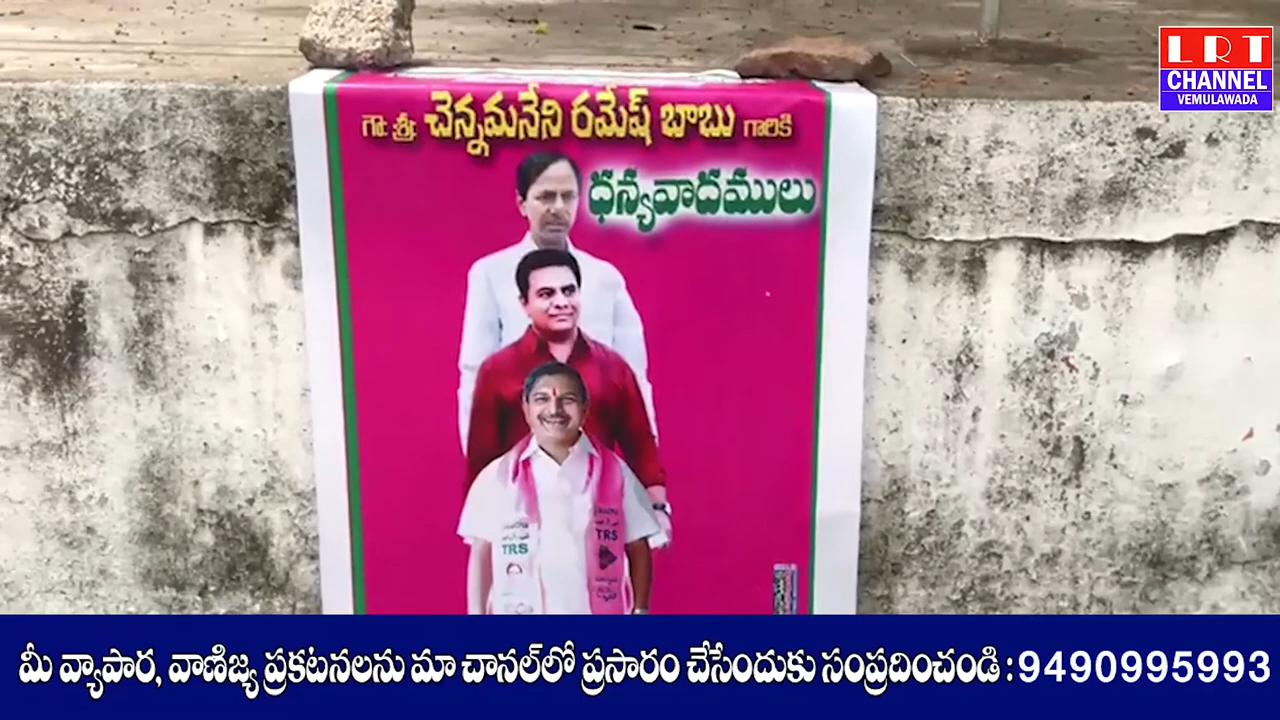 గౌ: శ్రీ: చెన్నమనేని రమేష్ బాబు గారికి
ధన్యవాదములు
LRT
CHANNEL
VEMULAWADA
TRS
TRS
మీ వ్యాపార, వాణిజ్య ప్రకటనలను మా చానల్‌లో ప్రసారం చేసేందుకు సంప్రదించండి : 9490995993